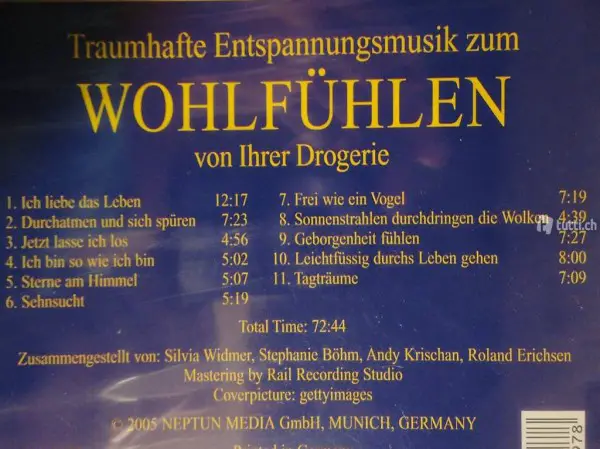 Traumhafte Entspannungsmusik zum
WOHLFÜHLEN
von Ihrer Drogerie
1. Ich liebe das Leben 12:17
2. Durchatmen und sich spüren 7:23
3. Jetzt lasse ich los 4:56
4. Ich bin so wie ich bin 5:02
5. Sterne am Himmel 5:07
6. Sehnsucht 5:19
7. Frei wie ein Vogel 7:19
8. Sonnenstrahlen durchdringen die Wolken 4:39
9. Geborgenheit fühlen 7:27
10. Leichtfüssig durchs Leben gehen 8:00
11. Tagträume 7:09
tutti.ch
Total Time: 72:44
Zusammengestellt von: Silvia Widmer, Stephanie Böhm, Andy Krischan, Roland Erichsen
Mastering by Rail Recording Studio
Coverpicture: gettyimages
© 2005 NEPTUN MEDIA GmbH, MUNICH, GERMANY
978